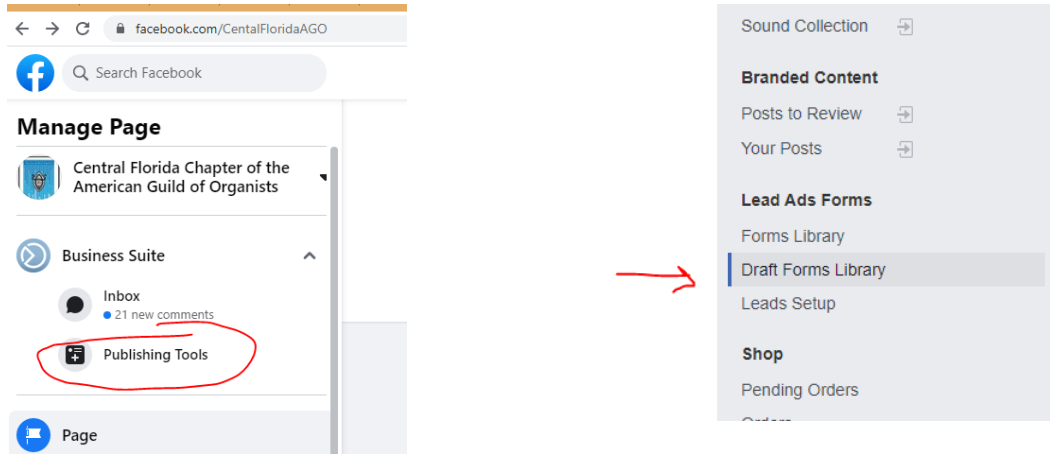 facebook.com/CentalFloridaAGO
Search Facebook
Manage Page
Central Florida Chapter of the
American Guild of Organists
Business Suite
Inbox
21 new comments
Publishing Tools
Page
Sound Collection
Branded Content
Posts to Review
Your Posts
Lead Ads Forms
Forms Library
Draft Forms Library
Leads Setup
Shop
Pending Orders